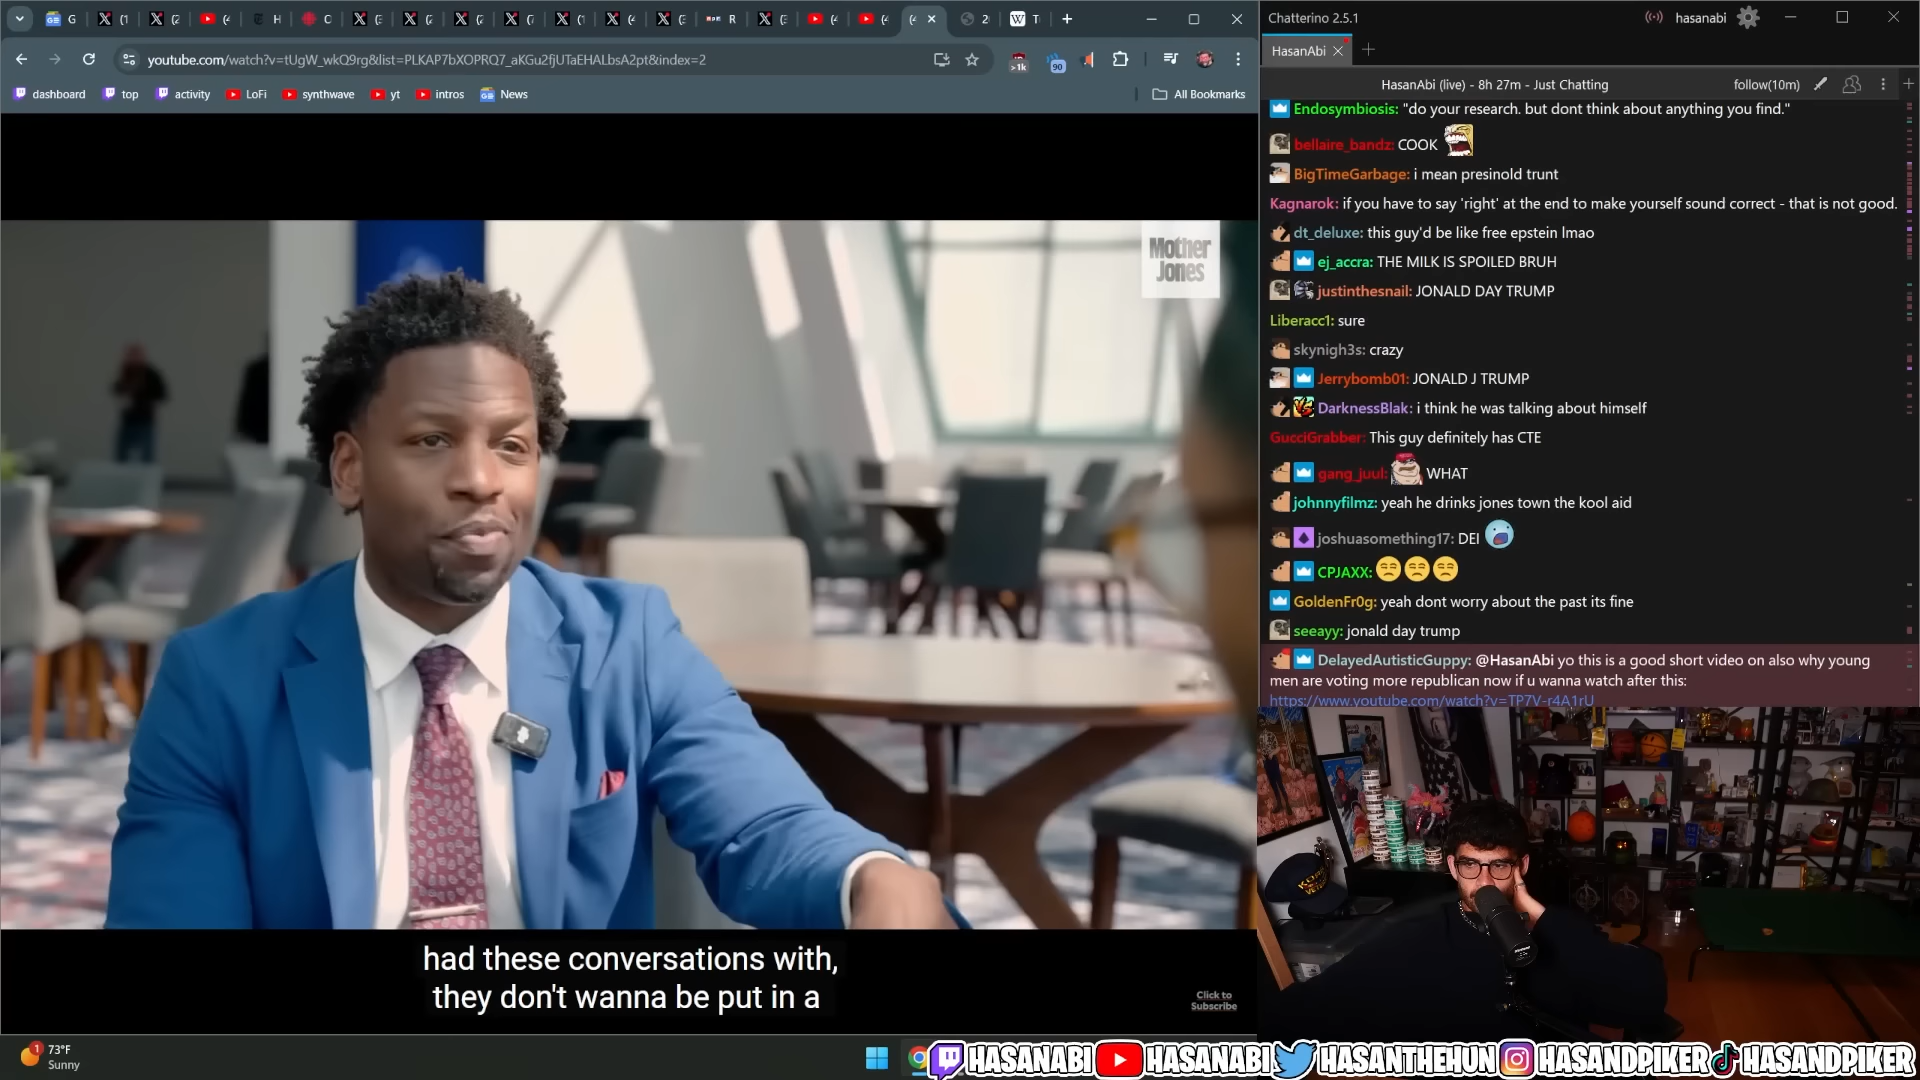 youtube.com/watch?v=tUgW_wkQ9rg&list=PLKAP7bXOPRQ7_aKGu2fjUTaEHALbsA2pt&index=2
>1k
90
dashboard
top
activity
LoFi
synthwave
yt
intros
News
All Bookmarks
Mother
Jones
had these conversations with,
they don't wanna be put in a
Click to
Subscribe
1
73°F
Sunny
Chatterino 2.5.1
hasanabi
HasanAbi
HasanAbi (live) - 8h 27m - Just Chatting
follow(10m)
Endosymbiosis: "do your research. but dont think about anything you find."
bellaire_bandz: COOK
BigTimeGarbage: i mean presinold trunt
Kagnarok: if you have to say 'right' at the end to make yourself sound correct - that is not good.
dt_deluxe: this guy'd be like free epstein lmao
ej_accra: THE MILK IS SPOILED BRUH
justinthesnail: JONALD DAY TRUMP
Liberacc1: sure
skynigh3s: crazy
Jerrybomb01: JONALD J TRUMP
DarknessBlak: i think he was talking about himself
GucciGrabber: This guy definitely has CTE
gang_juul: WHAT
johnnyfilmz: yeah he drinks jones town the kool aid
joshuasomething17: DEI
CPJAXX:
GoldenFr0g: yeah dont worry about the past its fine
seeayy: jonald day trump
DelayedAutisticGuppy: @HasanAbi yo this is a good short video on also why young
men are voting more republican now if u wanna watch after this:
https://www.youtube.com/watch?v=TP7V-r4A1rU
HASANABI
HASANABI
HASANTHEHUN
HASANDPIKER
HASANDPIKER